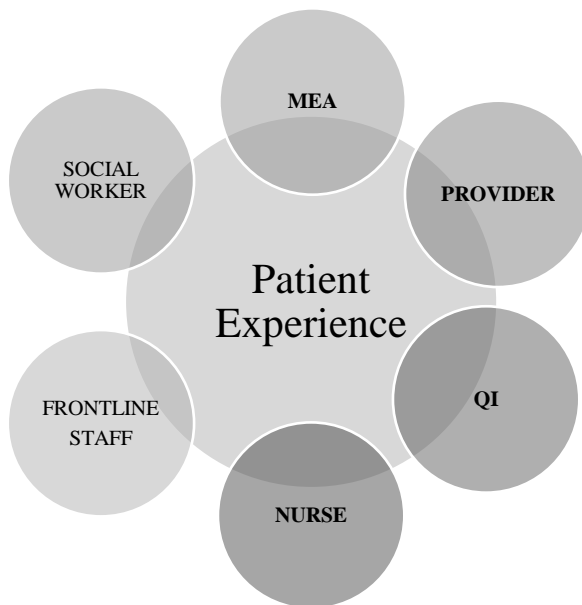 MEA
SOCIAL
WORKER
PROVIDER
Patient
Experience
FRONTLINE
STAFF
QI
NURSE